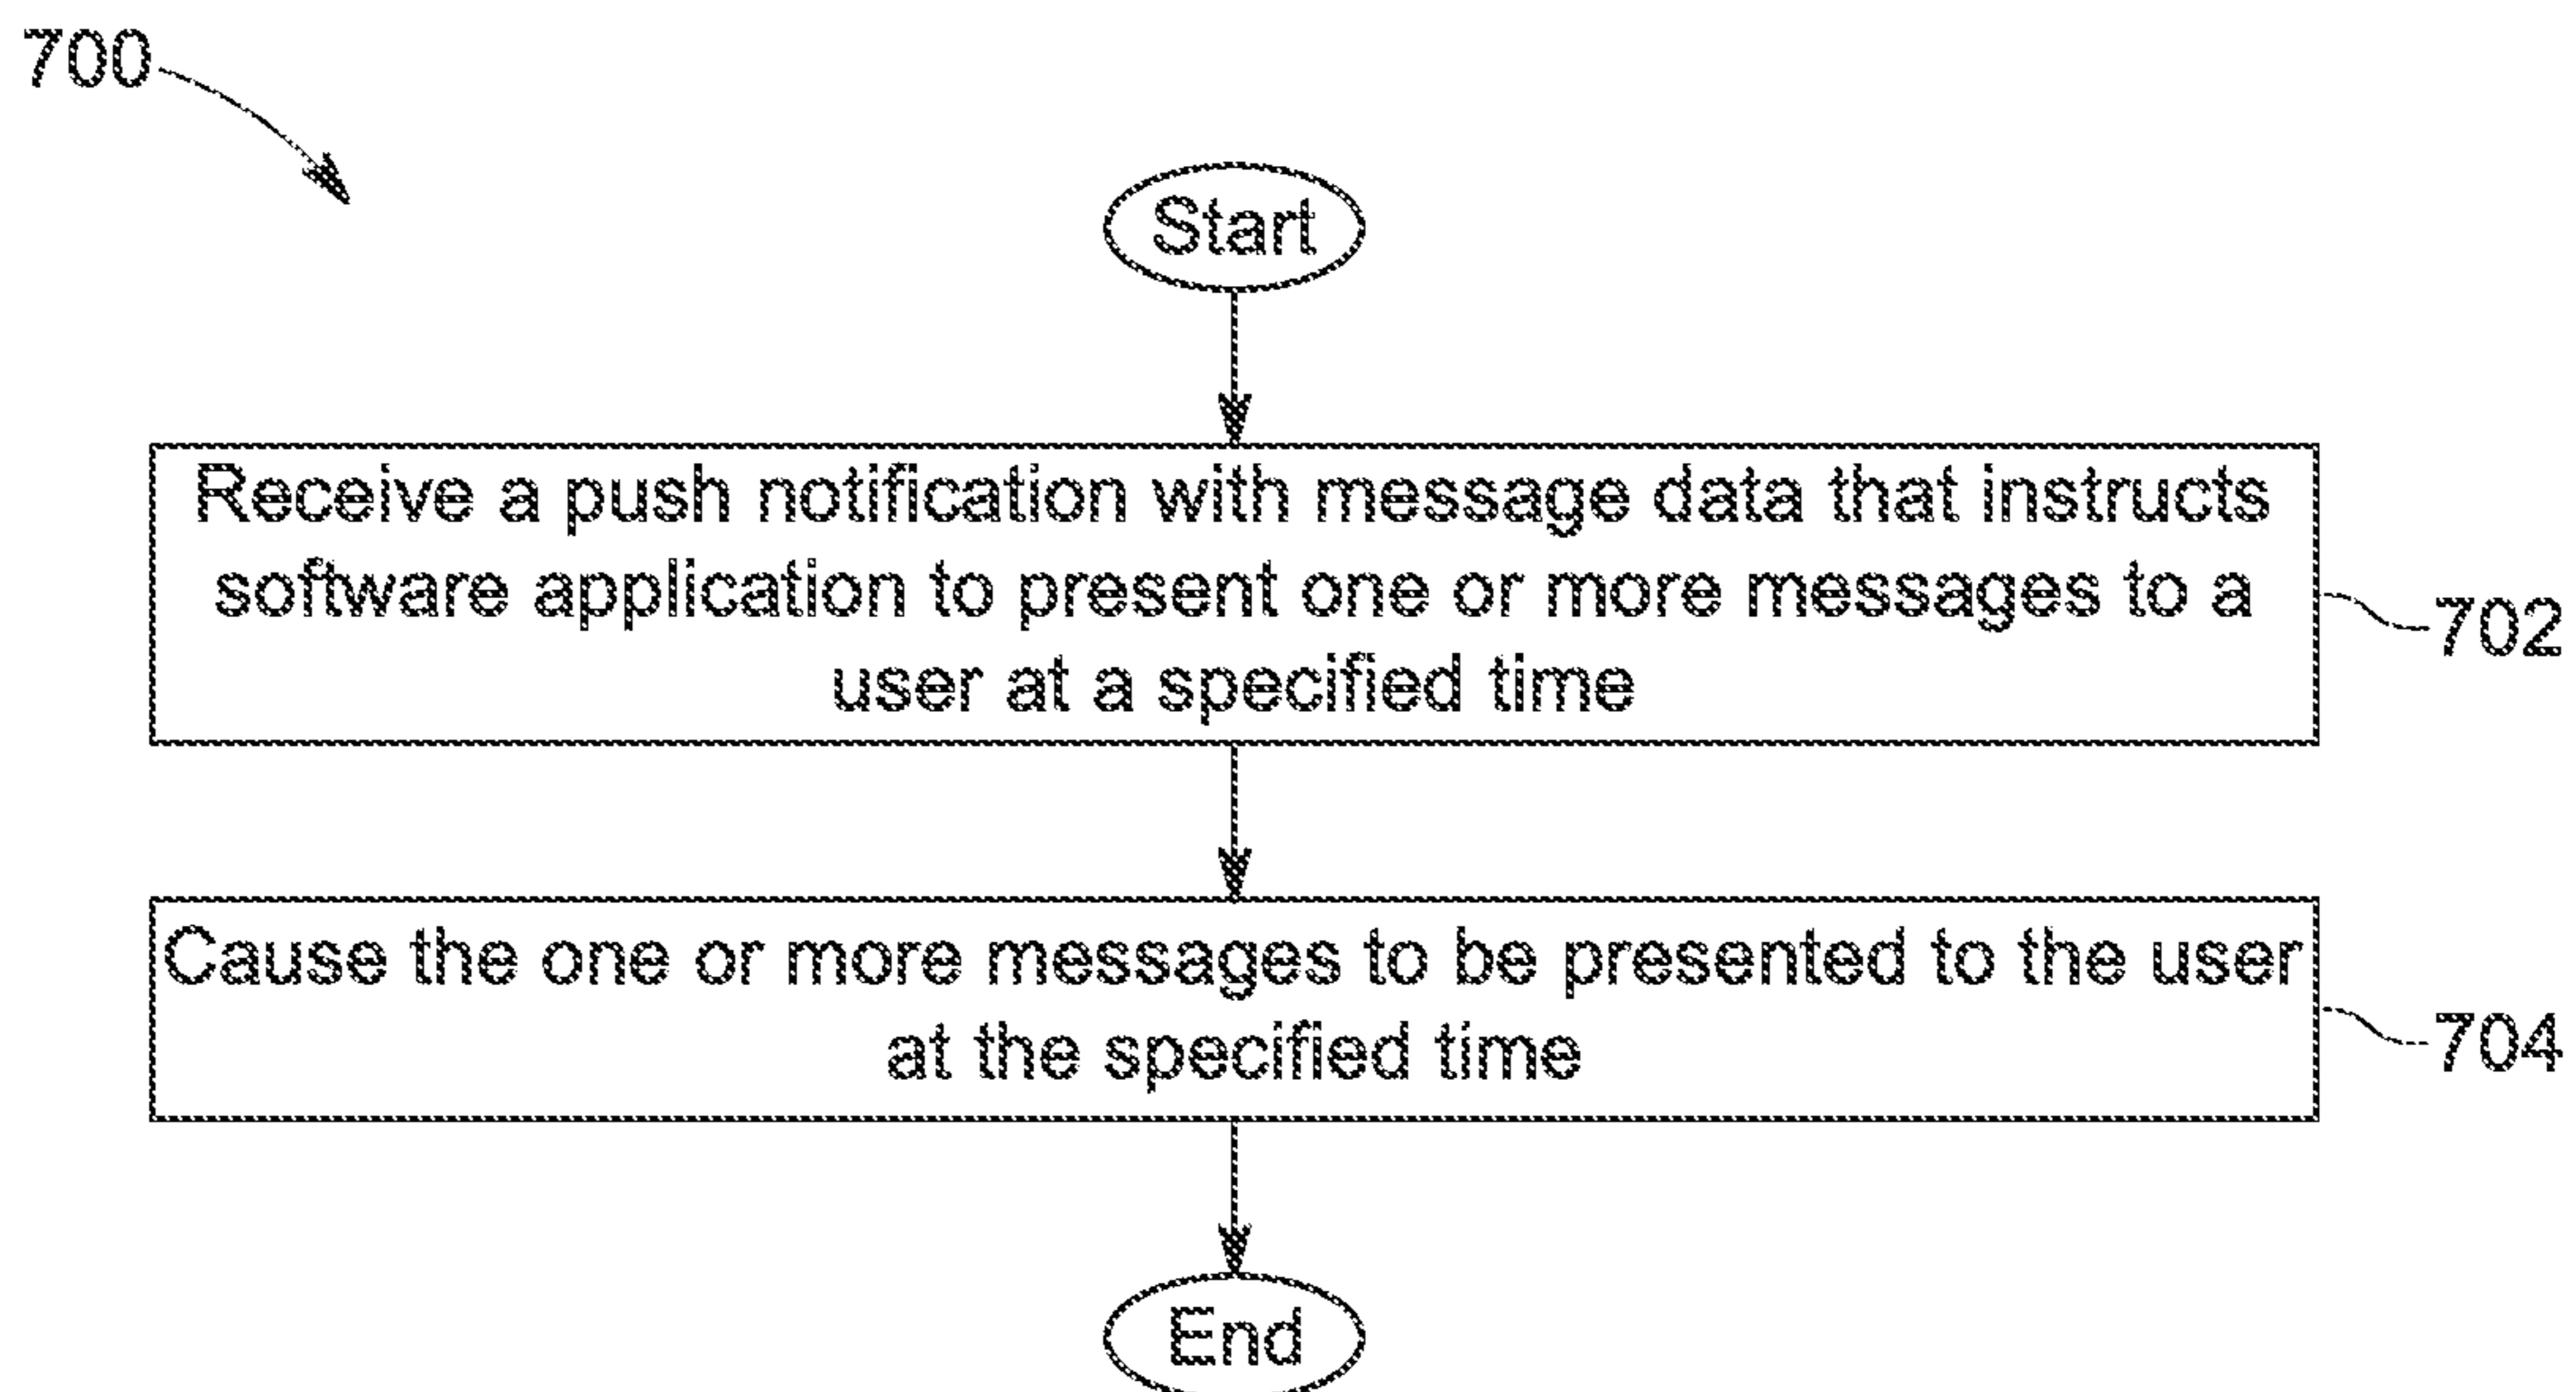 700
Start
Receive a push notification with message data that instructs
software application to present one or more messages to a
user at a specified time
702
Cause the one or more messages to be presented to the user
at the specified time
704
End